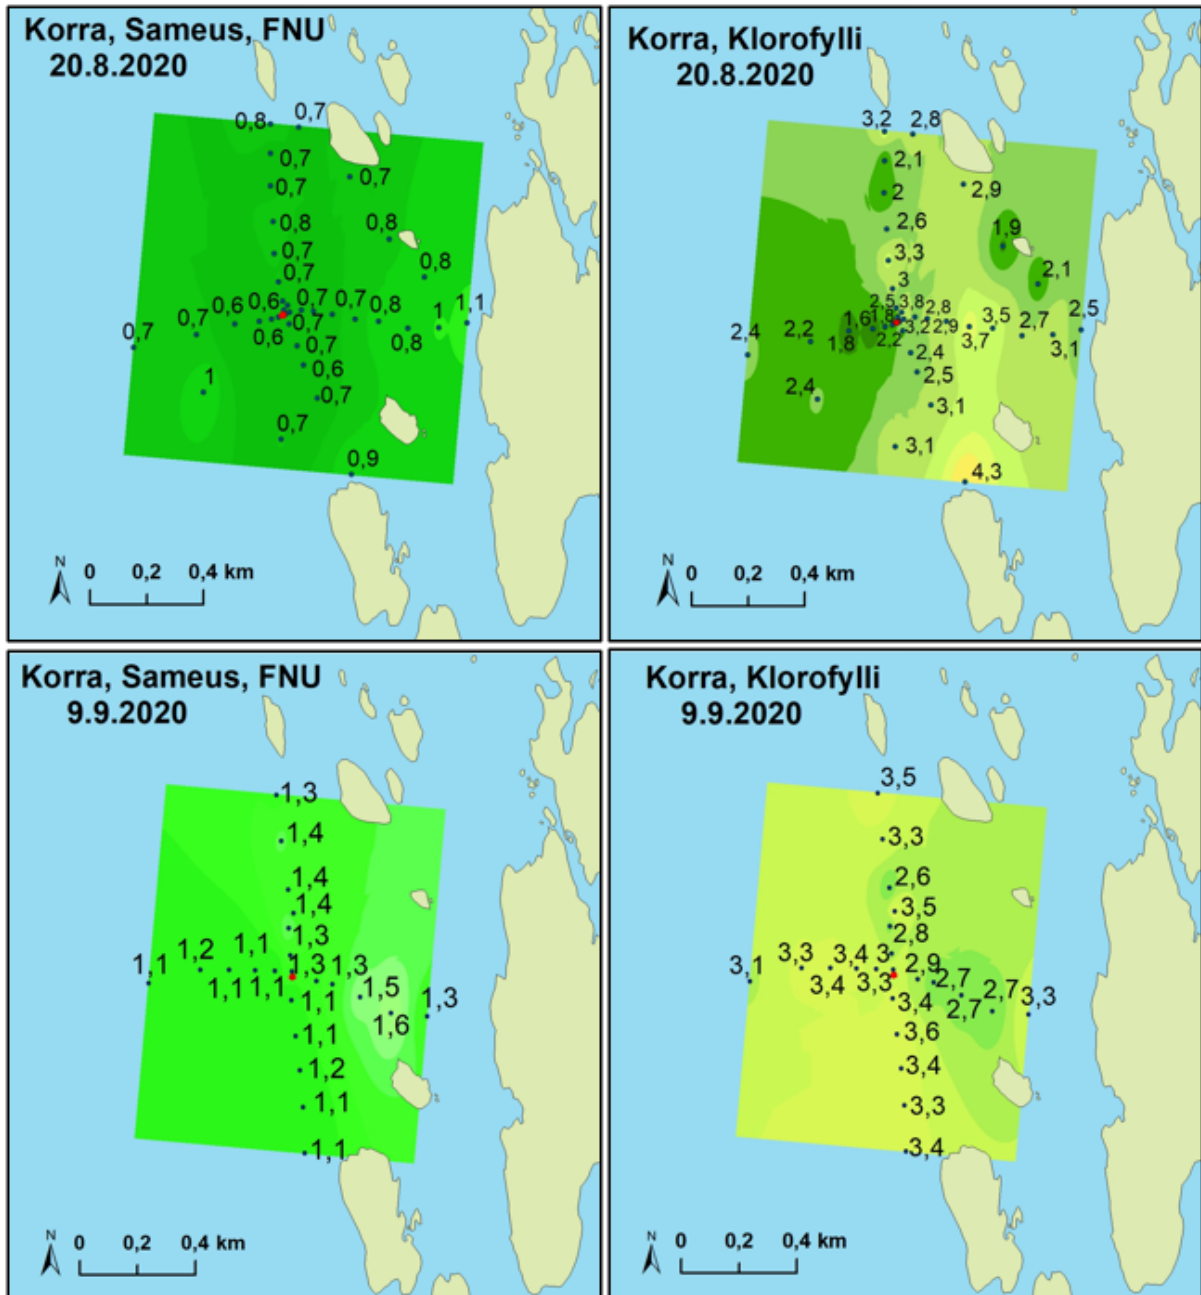 Korra, Sameus, FNU
20.8.2020
0,8 0,7
0,7
0,7
0,7
0,8
0,8
0,7
0,8
0,7
0,7 0,7 0,6 0,6 0,7 0,7 0,8 1 1,1
0,6 0,7 0,8
0,7
0,6
1 0,7
0,7
0,9
N
0 0,2 0,4 km
Korra, Klorofylli
20.8.2020
3,2 2,8
2,1
2
2,9
2,6
1,9
3,3
2,1
3
2,5 3,8 2,8
2,4 2,2 1,6 1,8 3,2 2,9 3,5 2,7 2,5
1,8 2,2 3,7 3,1
2,4
2,5
2,4 3,1
3,1
4,3
N
0 0,2 0,4 km
Korra, Sameus, FNU
9.9.2020
1,3
1,4
1,4
1,4
1,3
1,1 1,2 1,1 1,3 1,3
1,1 1,1 1,1 1,5 1,3
1,6
1,1
1,2
1,1
1,1
N
0 0,2 0,4 km
Korra, Klorofylli
9.9.2020
3,5
3,3
2,6
3,5
2,8
3,1 3,3 3,4 3 2,9 2,7 2,7 3,3
3,4 3,3 3,4 2,7
3,6
3,4
3,3
3,4
N
0 0,2 0,4 km